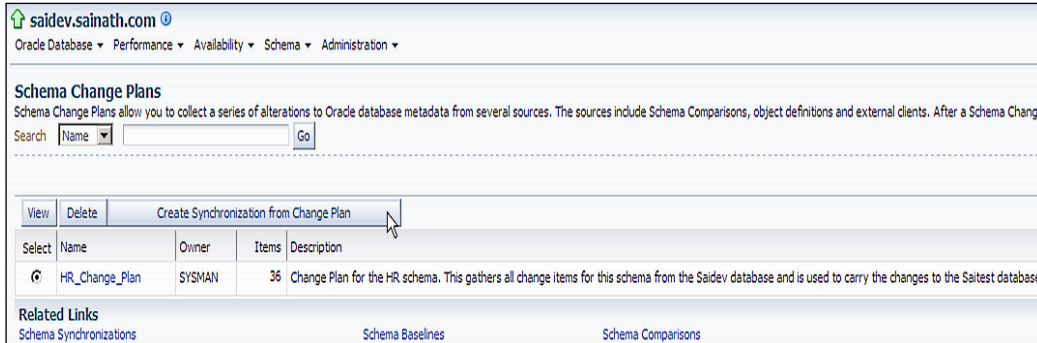 saidev.sainath.com
Oracle Database Performance Availability Schema Administration
Schema Change Plans
Schema Change Plans allow you to collect a series of alterations to Oracle database metadata from several sources. The sources include Schema Comparisons, object definitions and external clients. After a Schema Chang
Search Name Go
View Delete Create Synchronization from Change Plan
Select Name Owner Items Description
HR_Change_Plan SYSMAN 36 Change Plan for the HR schema. This gathers all change items for this schema from the Saidev database and is used to carry the changes to the Saitest database
Related Links
Schema Synchronizations Schema Baselines Schema Comparisons